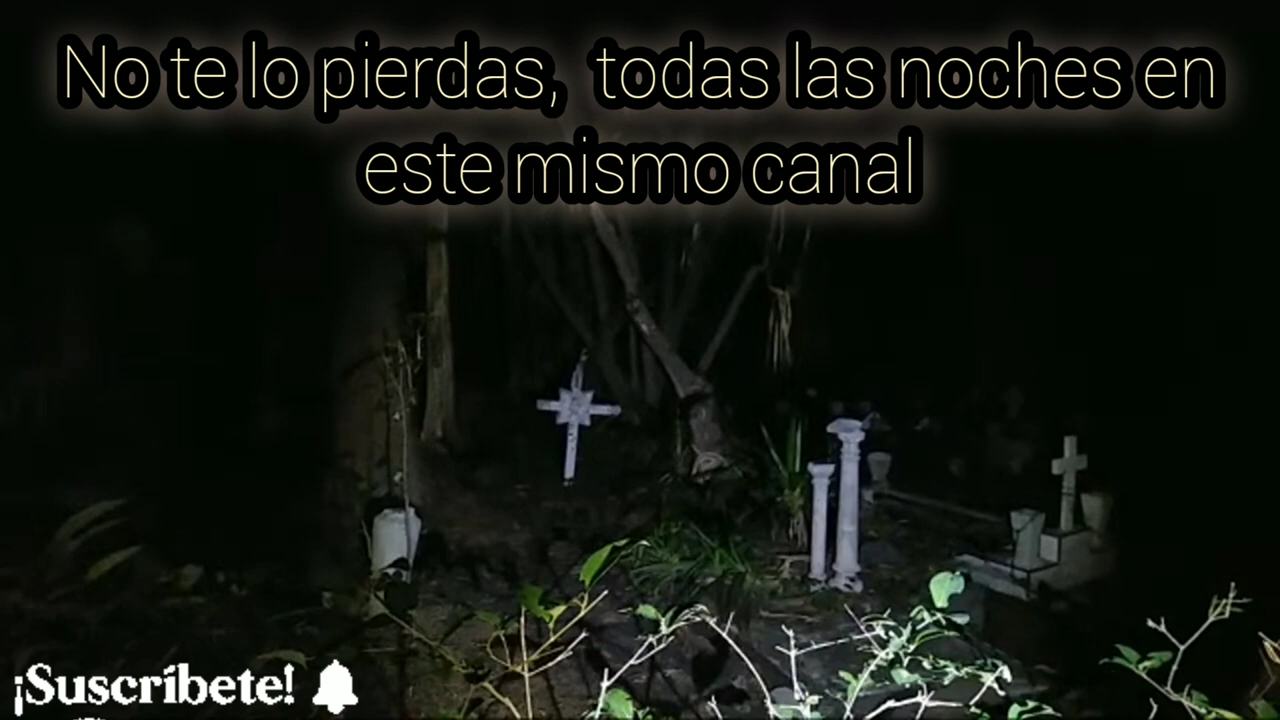 No te lo pierdas, todas las noches en
este mismo canal
¡Suscríbete!